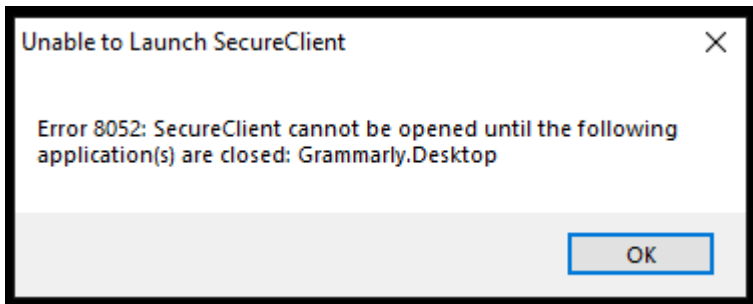 Unable to Launch SecureClient
Error 8052: SecureClient cannot be opened until the following
application(s) are closed: Grammarly.Desktop
OK